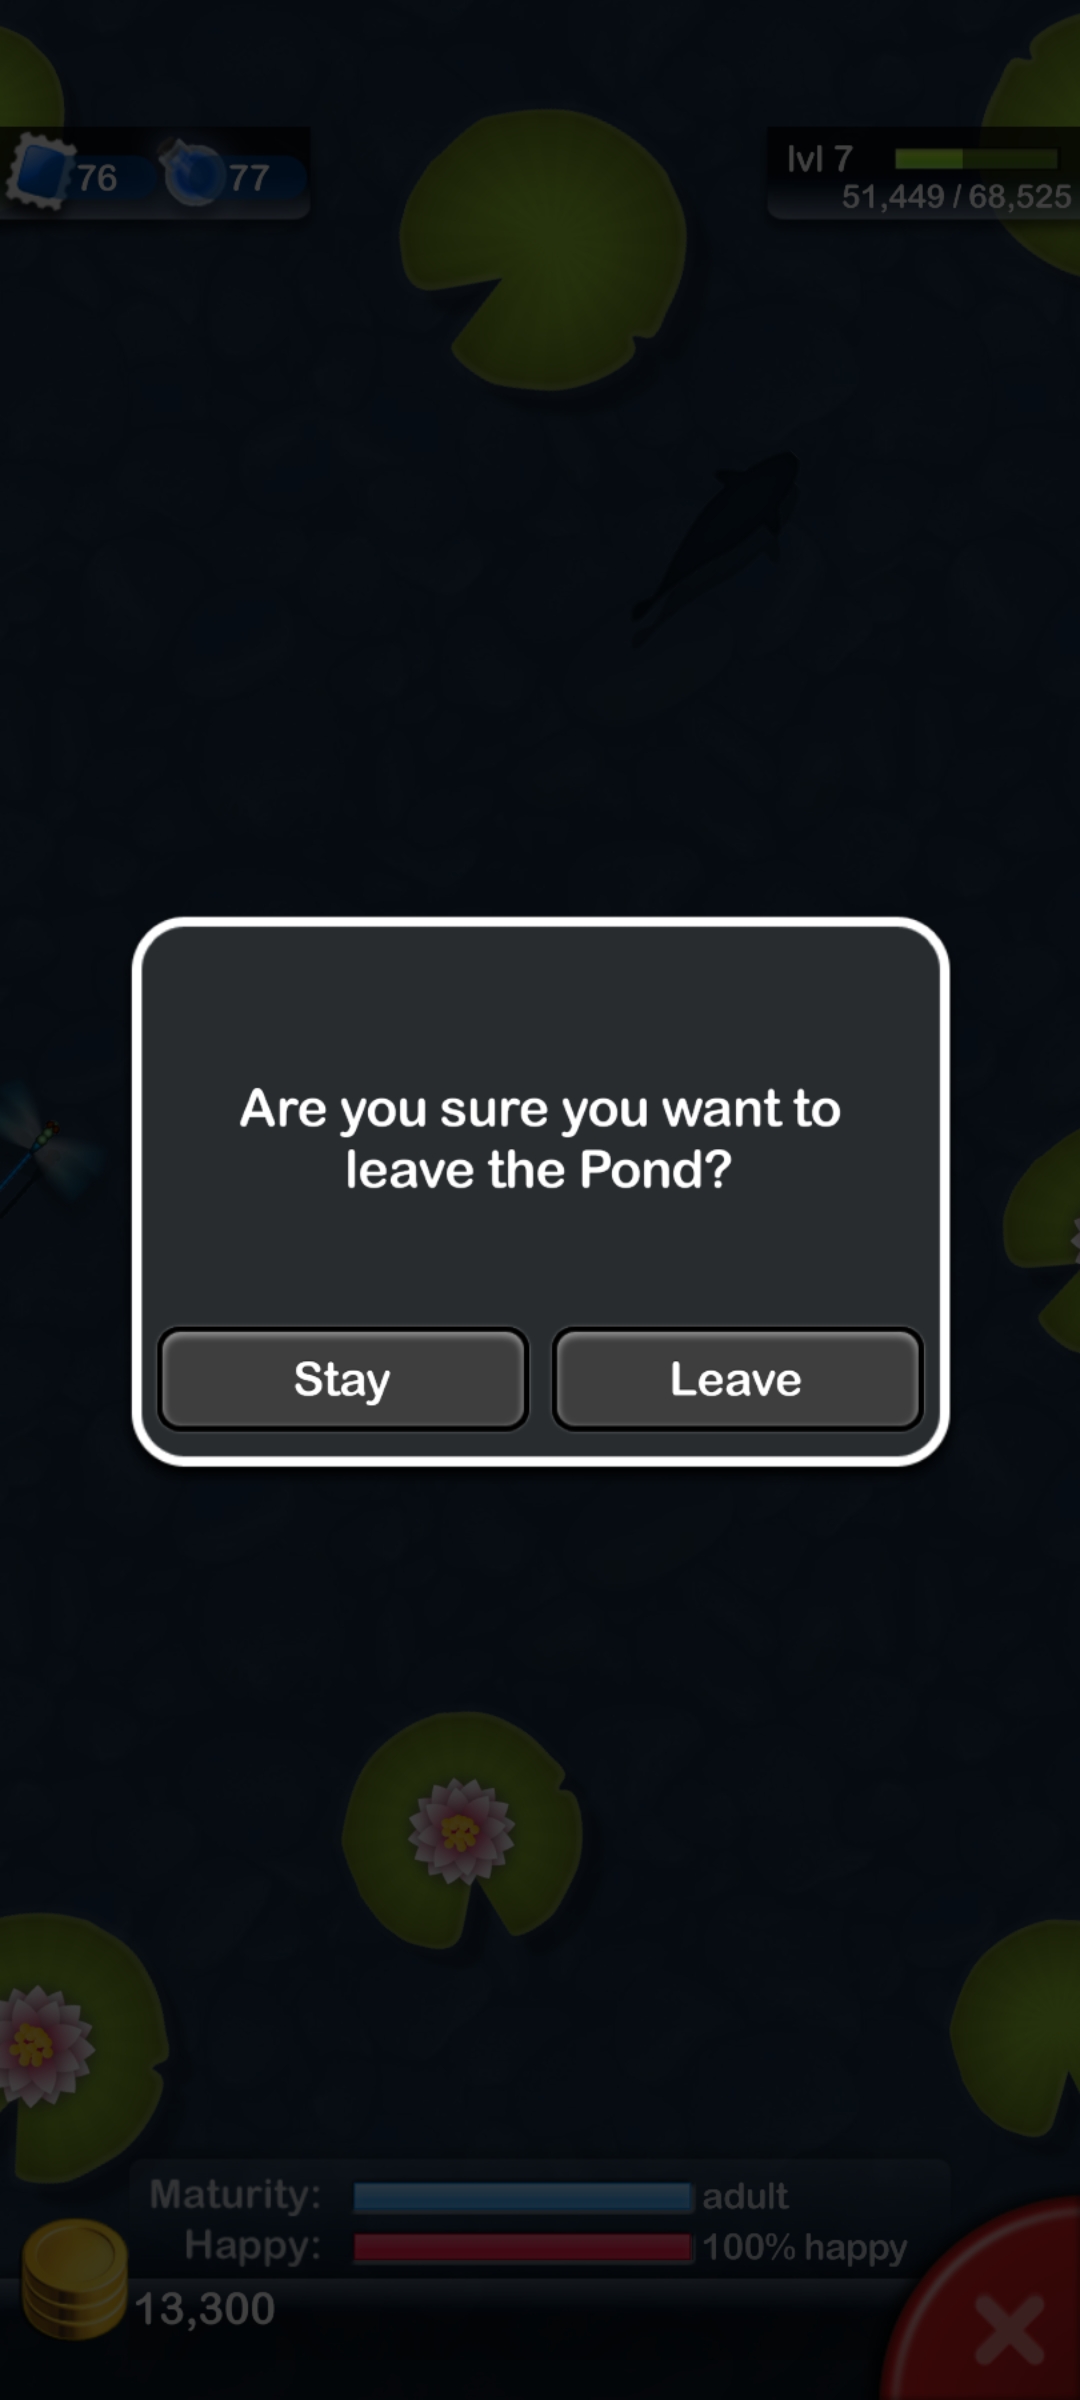 76 77
lvl 7
51,449 / 68,525
Are you sure you want to
leave the Pond?
Stay Leave
Maturity: adult
Happy: 100% happy
13,300